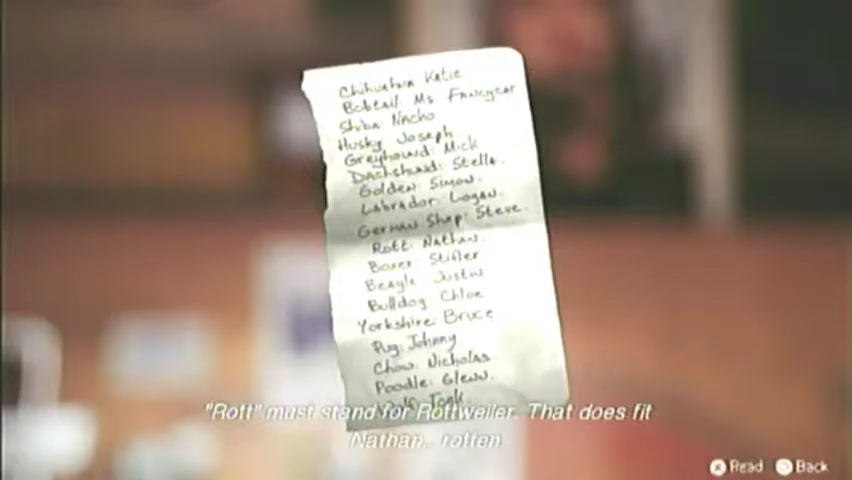 Chihuahua Katie
Bobtail: Ms Fancyear
Shiba: Nacho
Husky Joseph
Greyhound: Mick
Dachshund: Stella.
Golden: Simon.
Labrador: Logan.
German Shep: Steve.
Rott: Nathan.
Boxer Stifler
Beagle Justin
Bulldog Chloe
Yorkshire: Bruce
Pug: Johnny
Chow: Nicholas
Poodle: Glenn.
"Rott" must stand for Rottweiler. That does fit
Nathan.. rotten.
Read Back